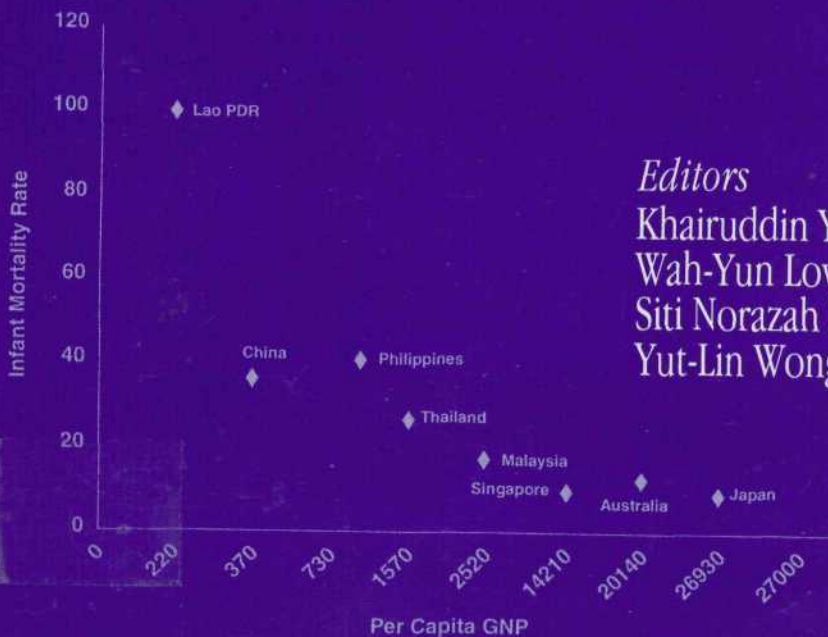 120
100
80
60
40
20
0
Infant Mortality Rate
Lao PDR
China
Philippines
Thailand
Malaysia
Singapore
Australia
Japan
0
220
370
730
1570
2520
14210
20140
26930
27000
Per Capita GNP
Editors
Khairuddin
Wah-Yun
Siti Norazah
Yut-Lin